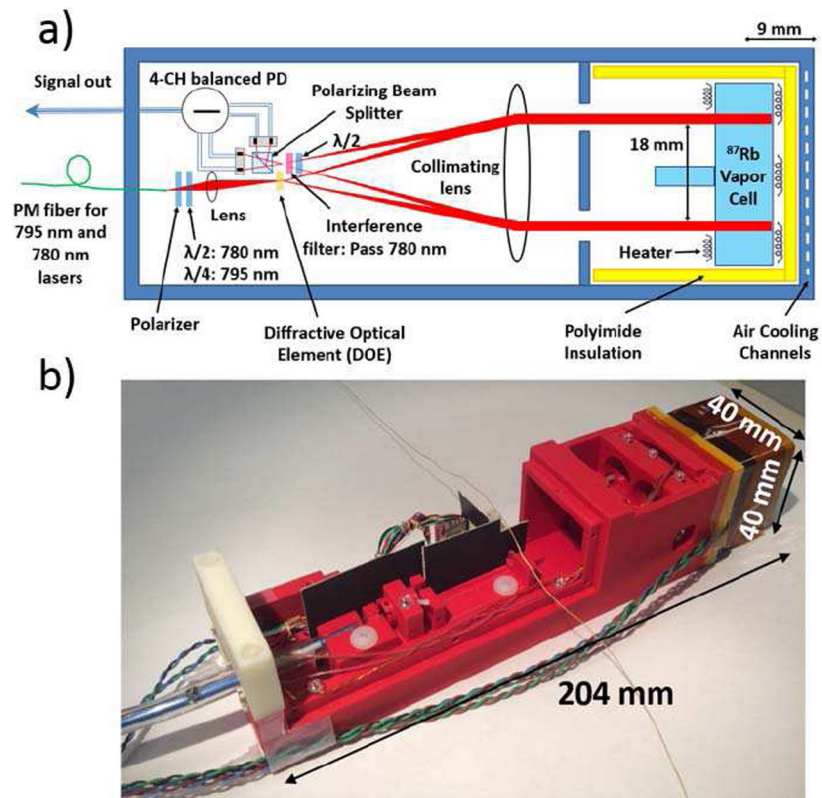 a)
9 mm
4-CH balanced PD
Signal out
Polarizing Beam
Splitter
λ/2
18 mm
87Rb
Vapor
Cell
Collimating
lens
Lens
PM fiber for
795 nm and
780 nm
lasers
λ/2: 780 nm
λ/4: 795 nm
Interference
filter: Pass 780 nm
Heater
Polarizer
Diffractive Optical
Element (DOE)
Polyimide
Insulation
Air Cooling
Channels
b)
40 mm
40 mm
204 mm